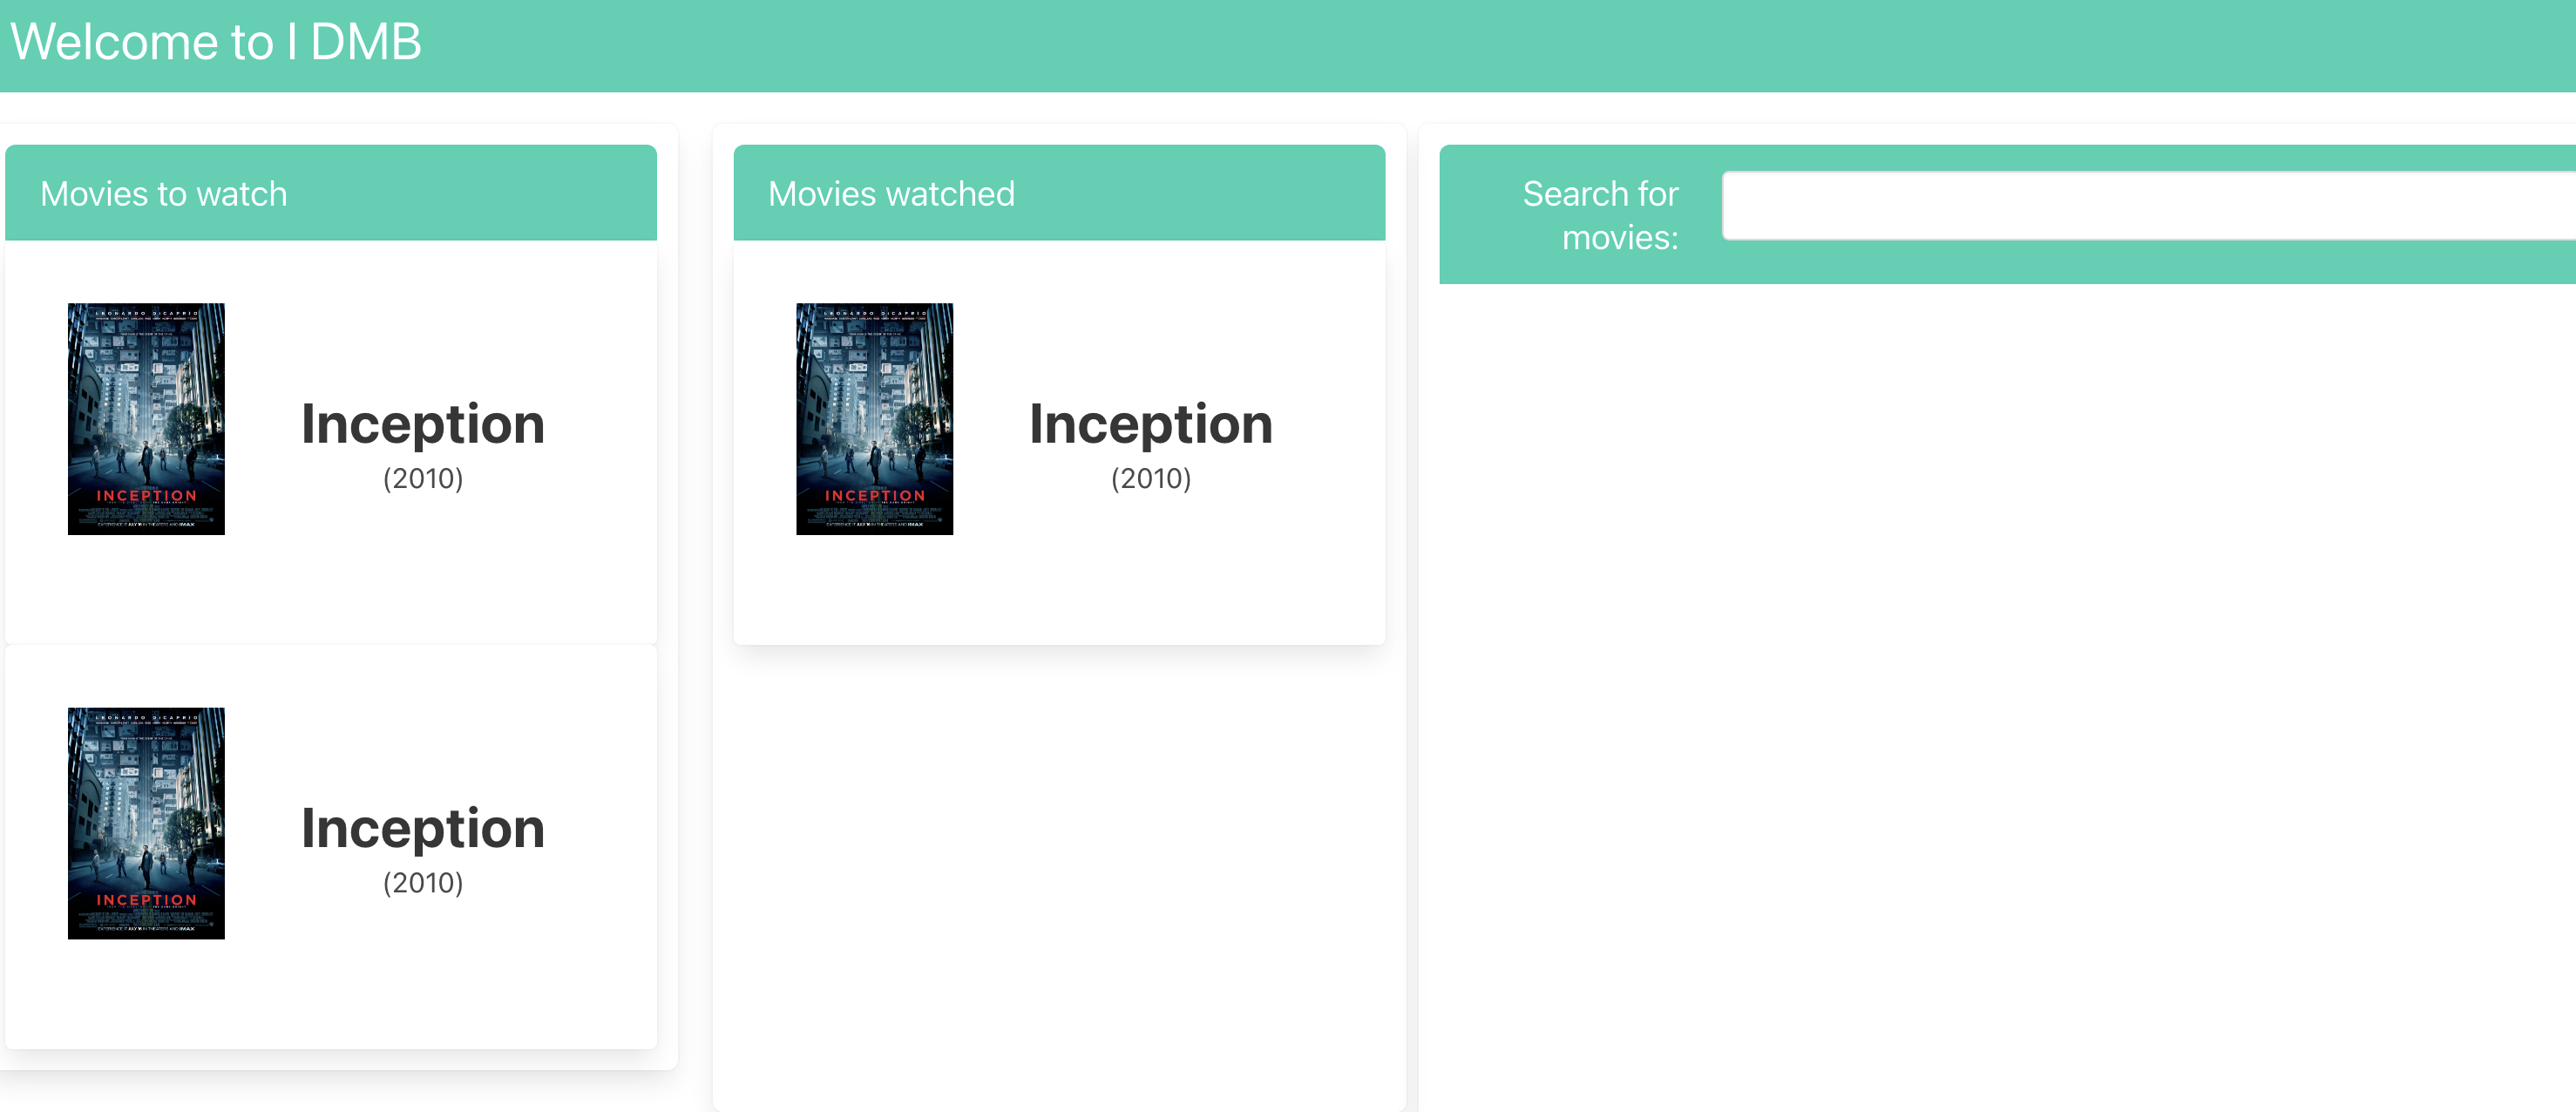 Welcome to I DMB
Movies to watch
LEONARDO DiCAPRIO
INCEPTION
Inception
(2010)
LEONARDO DiCAPRIO
INCEPTION
Inception
(2010)
Movies watched
LEONARDO DiCAPRIO
INCEPTION
Inception
(2010)
Search for
movies: